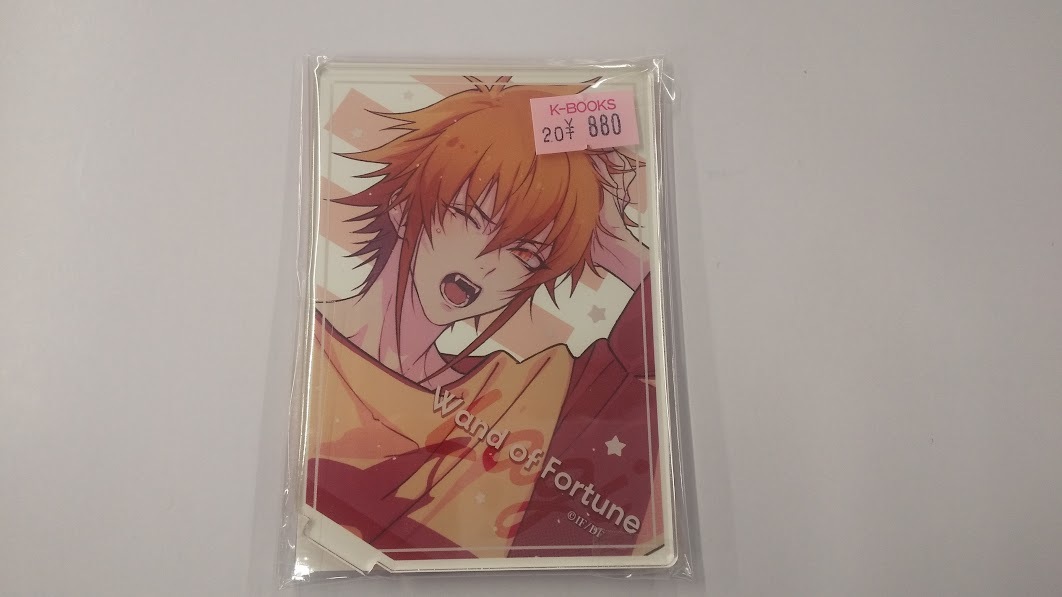 K-BOOKS
20¥ 880
Wand of Fortune
©IF/DF